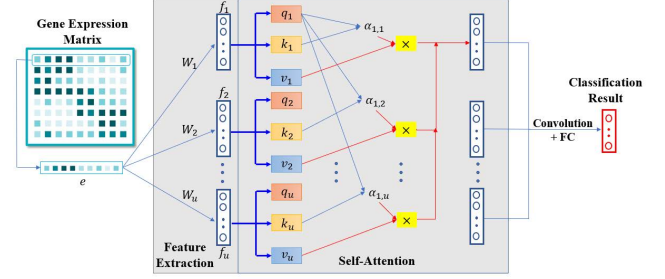 Gene Expression
Matrix
e
W₁
W₂
Wᵤ
f₁
f₂
fᵤ
Feature
Extraction
q₁
k₁
v₁
q₂
k₂
v₂
qᵤ
kᵤ
vᵤ
α₁,₁
α₁,₂
α₁,ᵤ
×
×
×
Self-Attention
Convolution
+ FC
Classification
Result